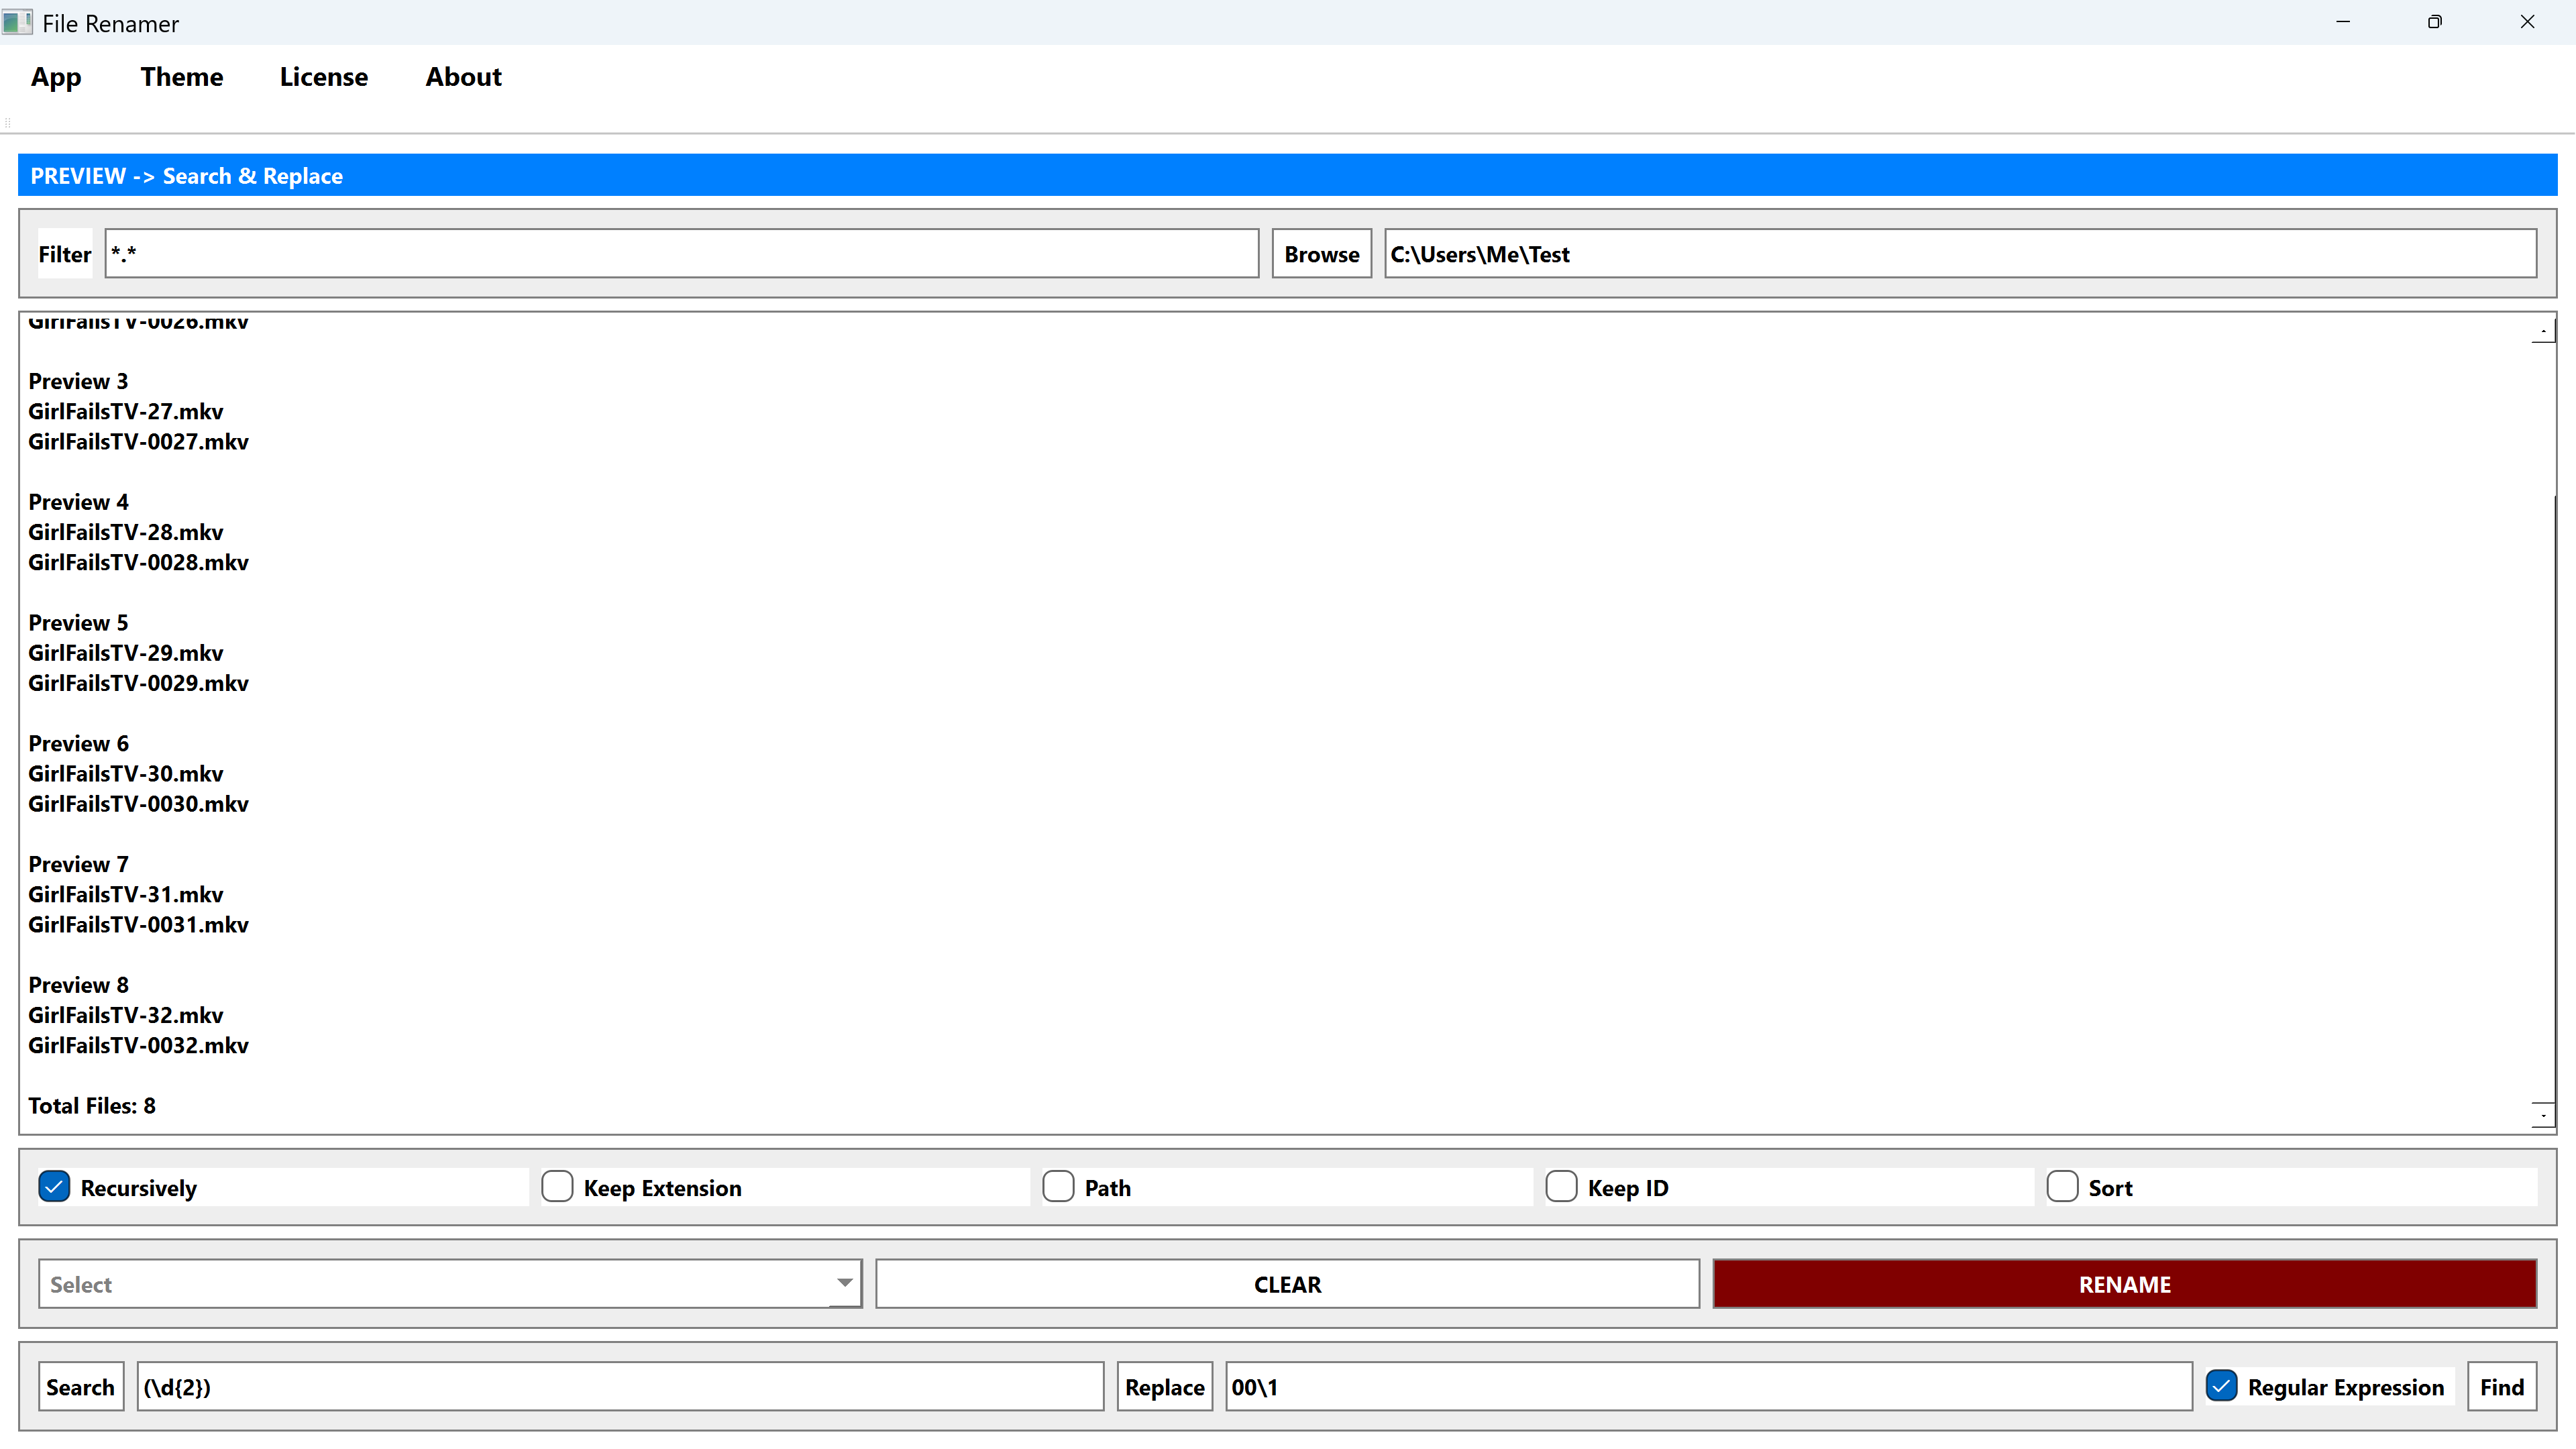 File Renamer
App Theme License About
PREVIEW -> Search & Replace
Filter *.* Browse C:\Users\Me\Test
GirlFailsTV-0026.mkv
Preview 3
GirlFailsTV-27.mkv
GirlFailsTV-0027.mkv
Preview 4
GirlFailsTV-28.mkv
GirlFailsTV-0028.mkv
Preview 5
GirlFailsTV-29.mkv
GirlFailsTV-0029.mkv
Preview 6
GirlFailsTV-30.mkv
GirlFailsTV-0030.mkv
Preview 7
GirlFailsTV-31.mkv
GirlFailsTV-0031.mkv
Preview 8
GirlFailsTV-32.mkv
GirlFailsTV-0032.mkv
Total Files: 8
Recursively Keep Extension Path Keep ID Sort
Select CLEAR RENAME
Search (\d{2}) Replace 00\1 Regular Expression Find